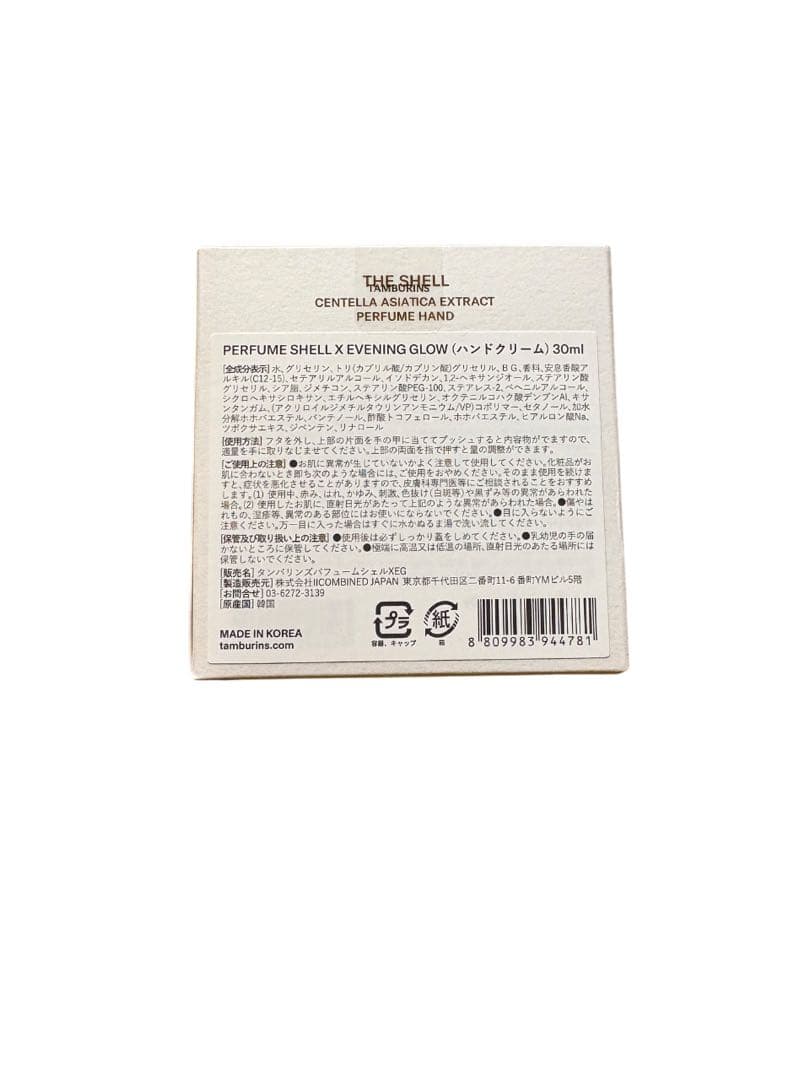 THE SHELL
TAMBURINS
CENTELLA ASIATICA EXTRACT
PERFUME HAND
PERFUME SHELL X EVENING GLOW (ハンドクリーム) 30ml
[全成分表示] 水、グリセリン、トリ(カプリル酸/カプリン酸)グリセリル、BG、香料、安息香酸ア
ルキル(C12-15)、セテアリルアルコール、イソドデカン、1,2-ヘキサンジオール、ステアリン酸
グリセリル、シア脂、ジメチコン、ステアリン酸PEG-100、ステアレス-2、ベヘニルアルコール、
シクロヘキサシロキサン、エチルヘキシルグリセリン、オクテニルコハク酸デンプンAl、キサ
ンタンガム、(アクリロイルジメチルタウリンアンモニウム/VP)コポリマー、セタノール、加水
分解ホホバエステル、パンテノール、酢酸トコフェロール、ホホバエステル、ヒアルロン酸Na、
ツボクサエキス、ジペンテン、リナロール
[使用方法] フタを外し、上部の片面を手の甲に当ててプッシュすると内容物がでますので、
適量を手に取りなじませてください。上部の両面を指で押すと量の調整ができます。
[ご使用上の注意] ●お肌に異常が生じていないかよく注意して使用してください。化粧品がお
肌に合わないとき即ち次のような場合には、ご使用をおやめください。そのまま使用を続けま
すと、症状を悪化させることがありますので、皮膚科専門医等にご相談されることをおすすめ
します。(1) 使用中、赤み、はれ、かゆみ、刺激、色抜け(白斑等)や黒ずみ等の異常があらわれた
場合。(2) 使用したお肌に、直射日光があたって上記のような異常があらわれた場合。●傷やは
れもの、湿疹等、異常のある部位にはお使いにならないでください。●目に入らないようにご
注意ください。万一目に入った場合はすぐに水かぬるま湯で洗い流してください。
[保管及び取り扱い上の注意] ●使用後は必ずしっかり蓋をしめてください。●乳幼児の手の届
かないところに保管してください。●極端に高温又は低温の場所、直射日光のあたる場所には
保管しないでください。
[販売名] タンバリンズパフュームシェルXEG
[製造販売元] 株式会社IICOMBINED JAPAN 東京都千代田区二番町11-6 番町YMビル5階
[お問合せ] 03-6272-3139
[原産国] 韓国
MADE IN KOREA
tamburins.com
プラ
容器、キャップ
紙
箱
8 809983 944781